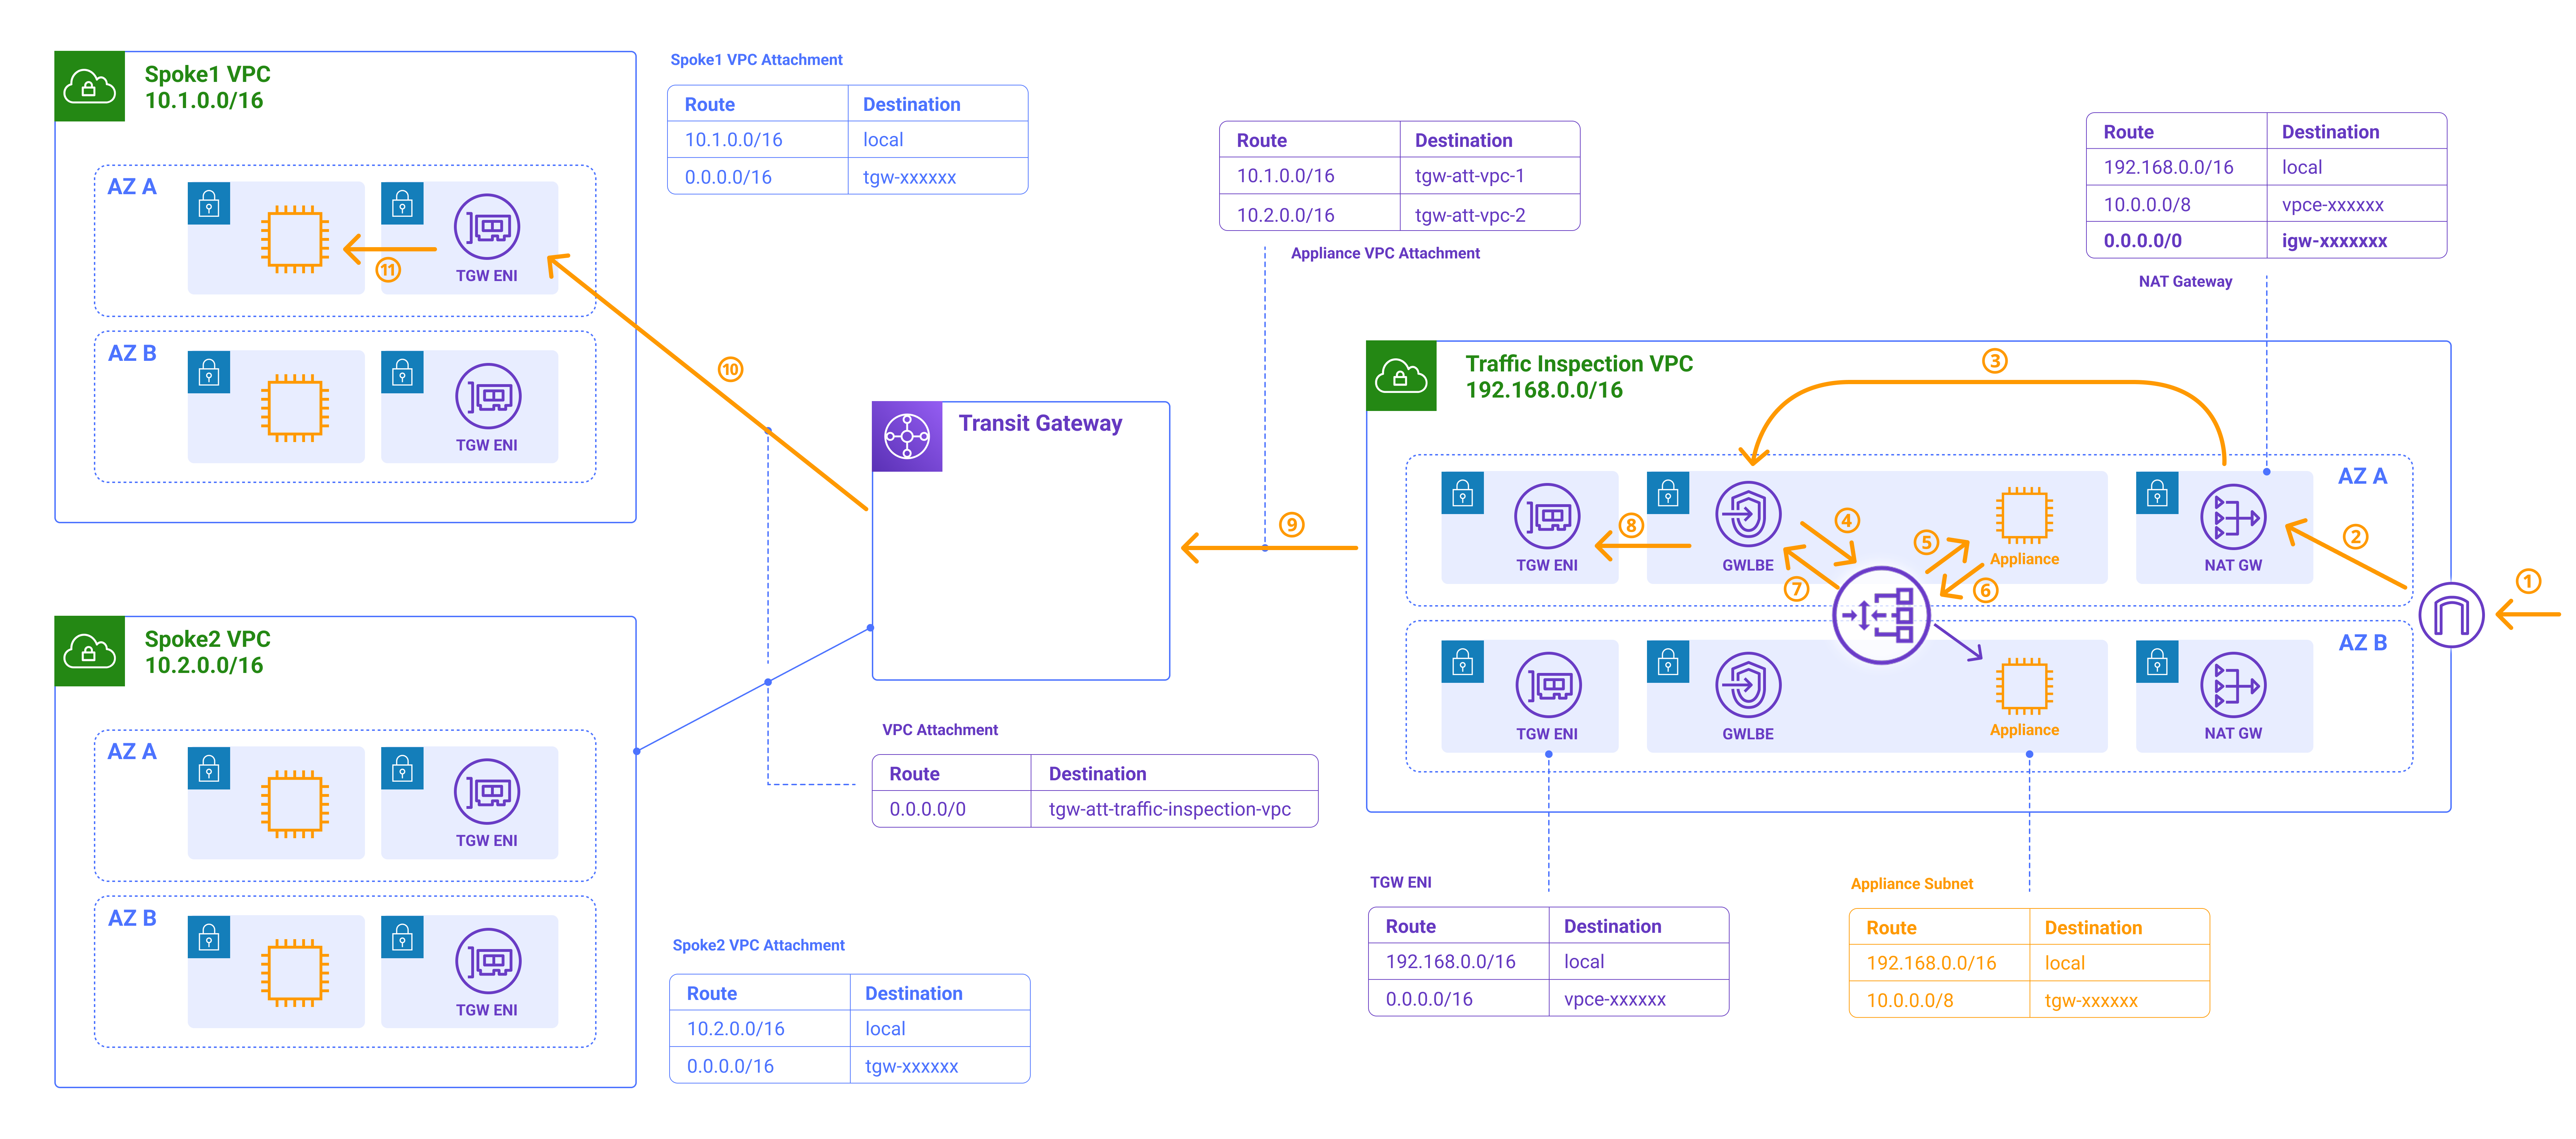 Spoke1 VPC
10.1.0.0/16
AZ A
TGW ENI
11
AZ B
TGW ENI
Spoke1 VPC Attachment
Route Destination
10.1.0.0/16 local
0.0.0.0/16 tgw-xxxxxx
10
Spoke2 VPC
10.2.0.0/16
AZ A
TGW ENI
AZ B
TGW ENI
Spoke2 VPC Attachment
Route Destination
10.2.0.0/16 local
0.0.0.0/16 tgw-xxxxxx
Transit Gateway
VPC Attachment
Route Destination
0.0.0.0/0 tgw-att-traffic-inspection-vpc
Route Destination
10.1.0.0/16 tgw-att-vpc-1
10.2.0.0/16 tgw-att-vpc-2
Appliance VPC Attachment
9
Route Destination
192.168.0.0/16 local
10.0.0.0/8 vpce-xxxxxx
0.0.0.0/0 igw-xxxxxxx
NAT Gateway
Traffic Inspection VPC
192.168.0.0/16
3
AZ A
TGW ENI
8
GWLBE
4
5
7
6
Appliance
NAT GW
2
1
AZ B
TGW ENI
GWLBE
Appliance
NAT GW
TGW ENI
Route Destination
192.168.0.0/16 local
0.0.0.0/16 vpce-xxxxxx
Appliance Subnet
Route Destination
192.168.0.0/16 local
10.0.0.0/8 tgw-xxxxxx